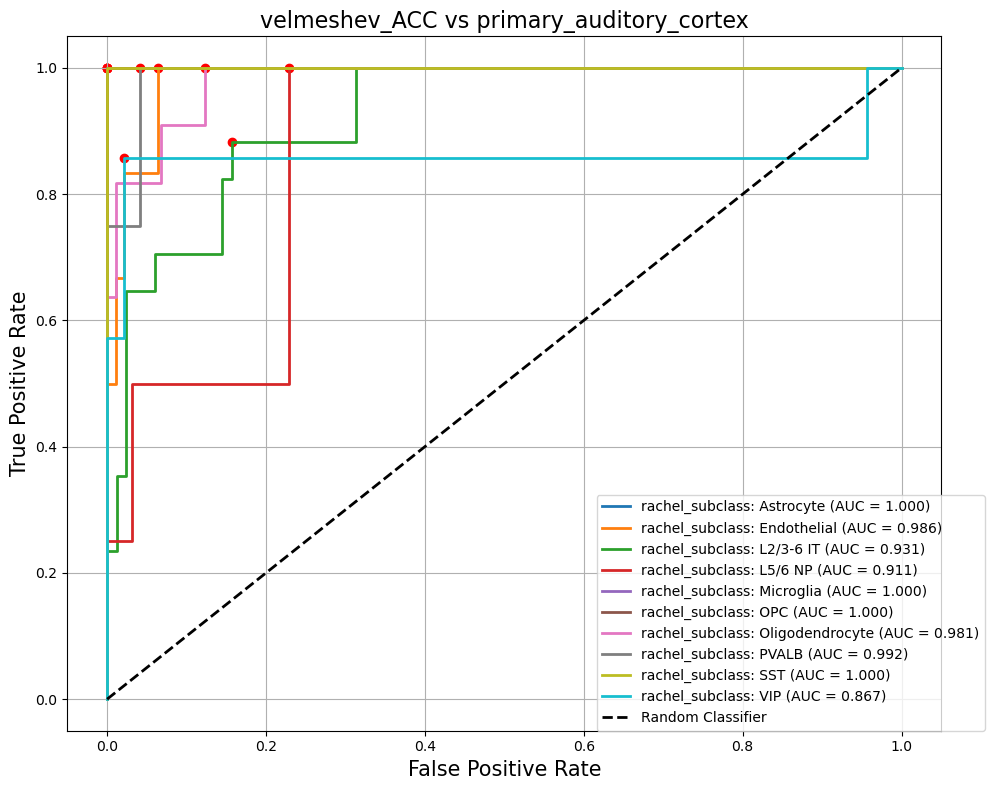 velmeshev_ACC vs primary_auditory_cortex
True Positive Rate
1.0
0.8
0.6
0.4
0.2
0.0
rachel_subclass: Astrocyte (AUC = 1.000)
rachel_subclass: Endothelial (AUC = 0.986)
rachel_subclass: L2/3-6 IT (AUC = 0.931)
rachel_subclass: L5/6 NP (AUC = 0.911)
rachel_subclass: Microglia (AUC = 1.000)
rachel_subclass: OPC (AUC = 1.000)
rachel_subclass: Oligodendrocyte (AUC = 0.981)
rachel_subclass: PVALB (AUC = 0.992)
rachel_subclass: SST (AUC = 1.000)
rachel_subclass: VIP (AUC = 0.867)
Random Classifier
0.0 0.2 0.4 0.6 0.8 1.0
False Positive Rate